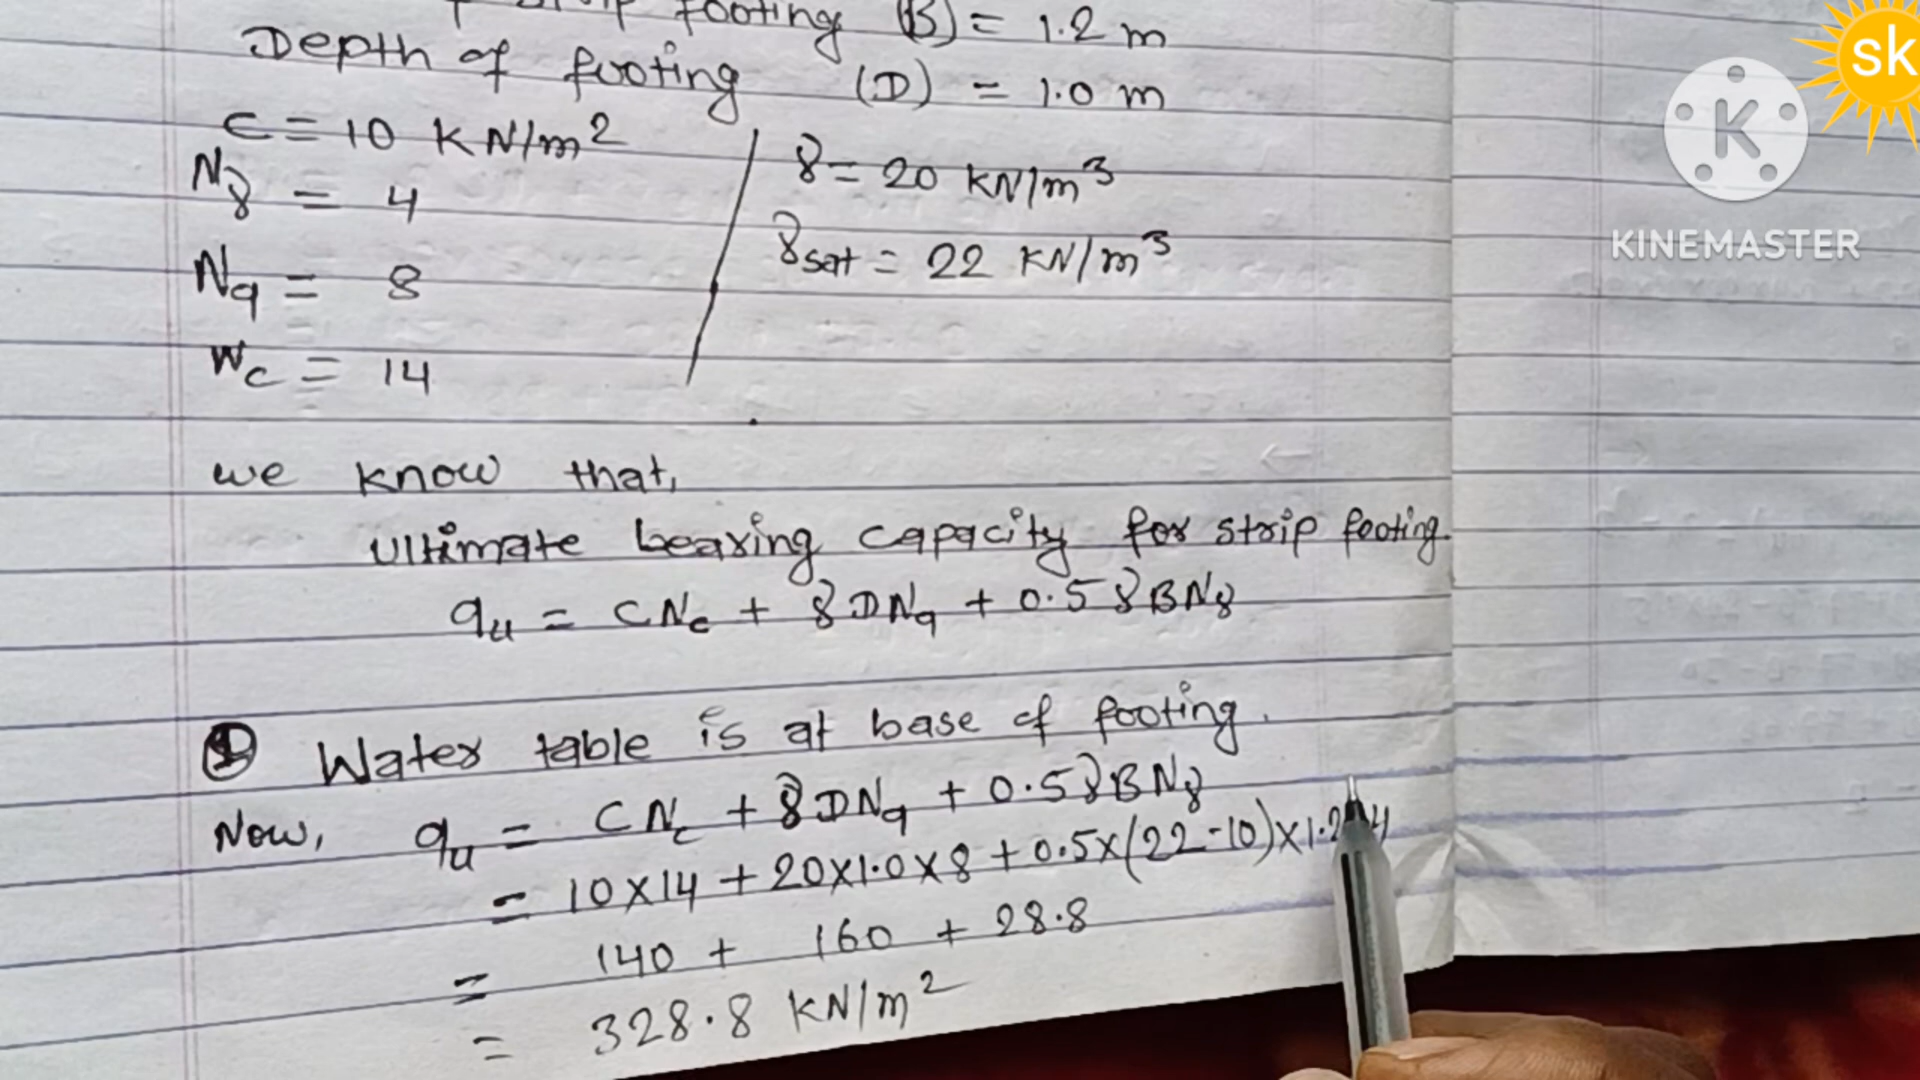 strip footing (B) = 1.2 m
Depth of footing (D) = 1.0 m
C = 10 KN/m²
Nγ = 4
Nq = 8
Nc = 14
γ = 20 KN/m³
γsat = 22 KN/m³
we know that,
Ultimate bearing capacity for strip footing.
qu = CNc + γDNq + 0.5γBNγ
① Water table is at base of footing.
Now, qu = CNc + γDNq + 0.5γBNγ
= 10×14 + 20×1.0×8 + 0.5×(22-10)×1.2×4
= 140 + 160 + 28.8
= 328.8 KN/m²
sk
K
KINEMASTER